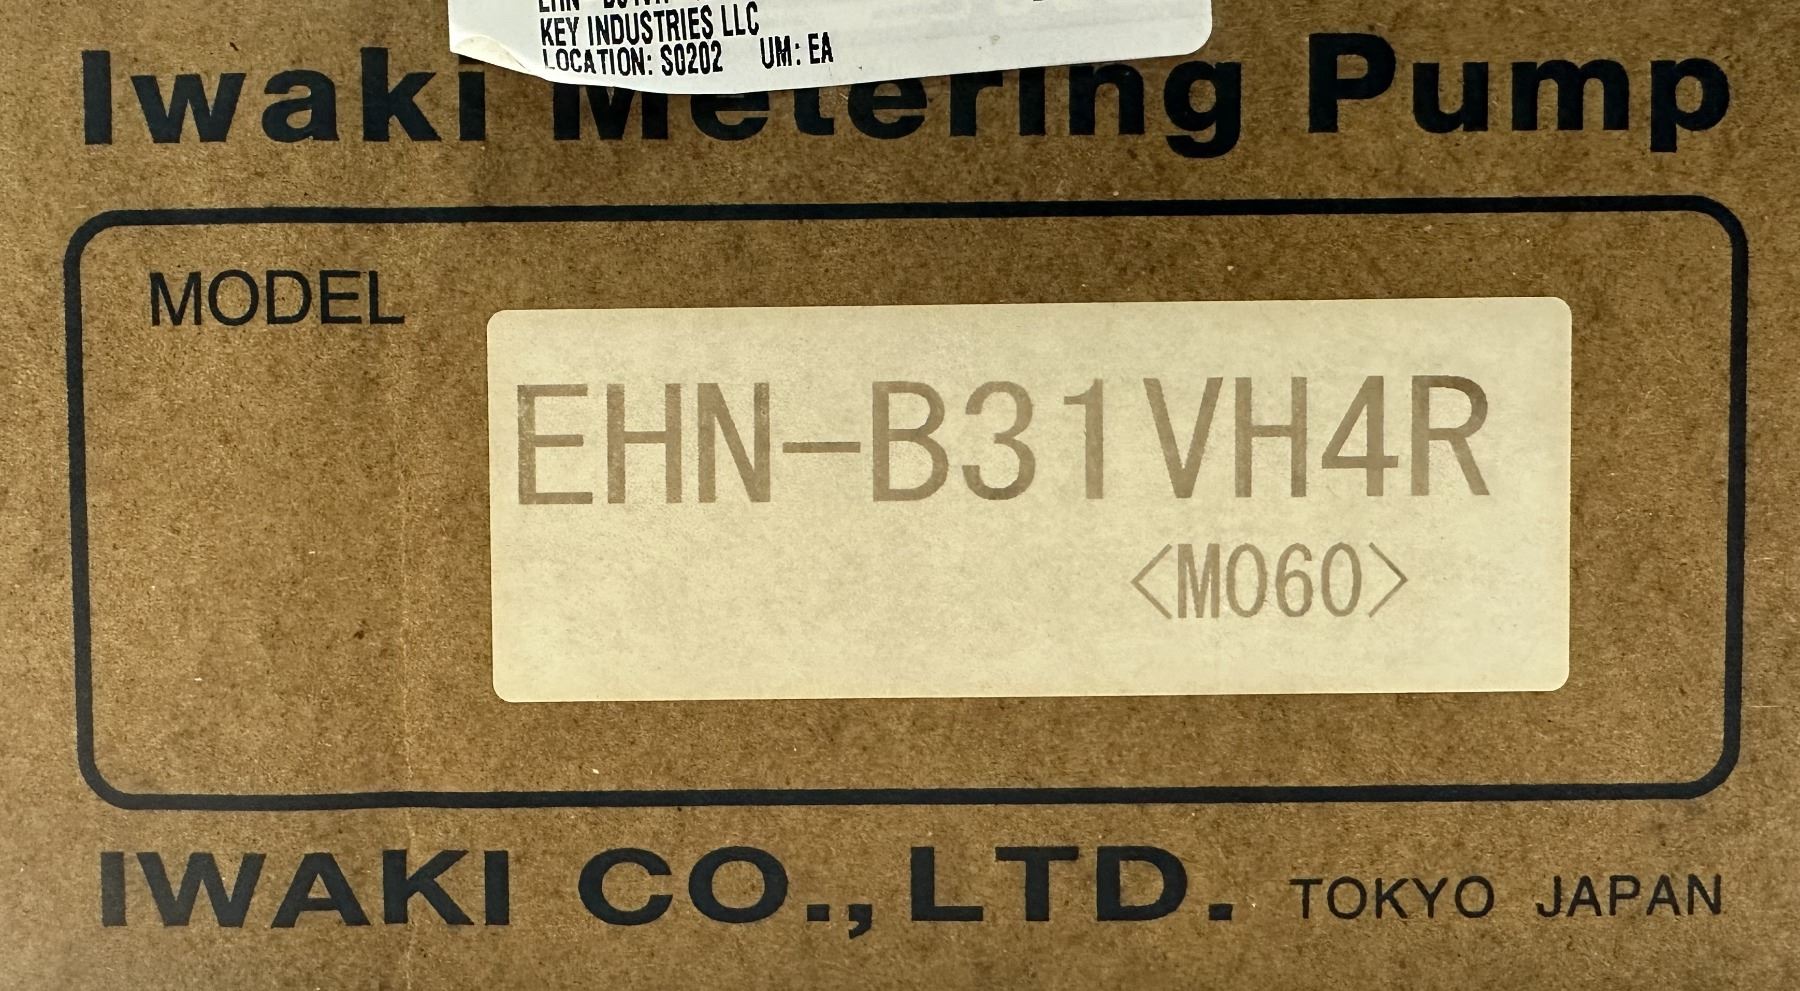 KEY INDUSTRIES LLC
LOCATION: S0202 UM: EA
Iwaki Metering Pump
MODEL
EHN-B31VH4R
<M060>
IWAKI CO.,LTD. TOKYO JAPAN